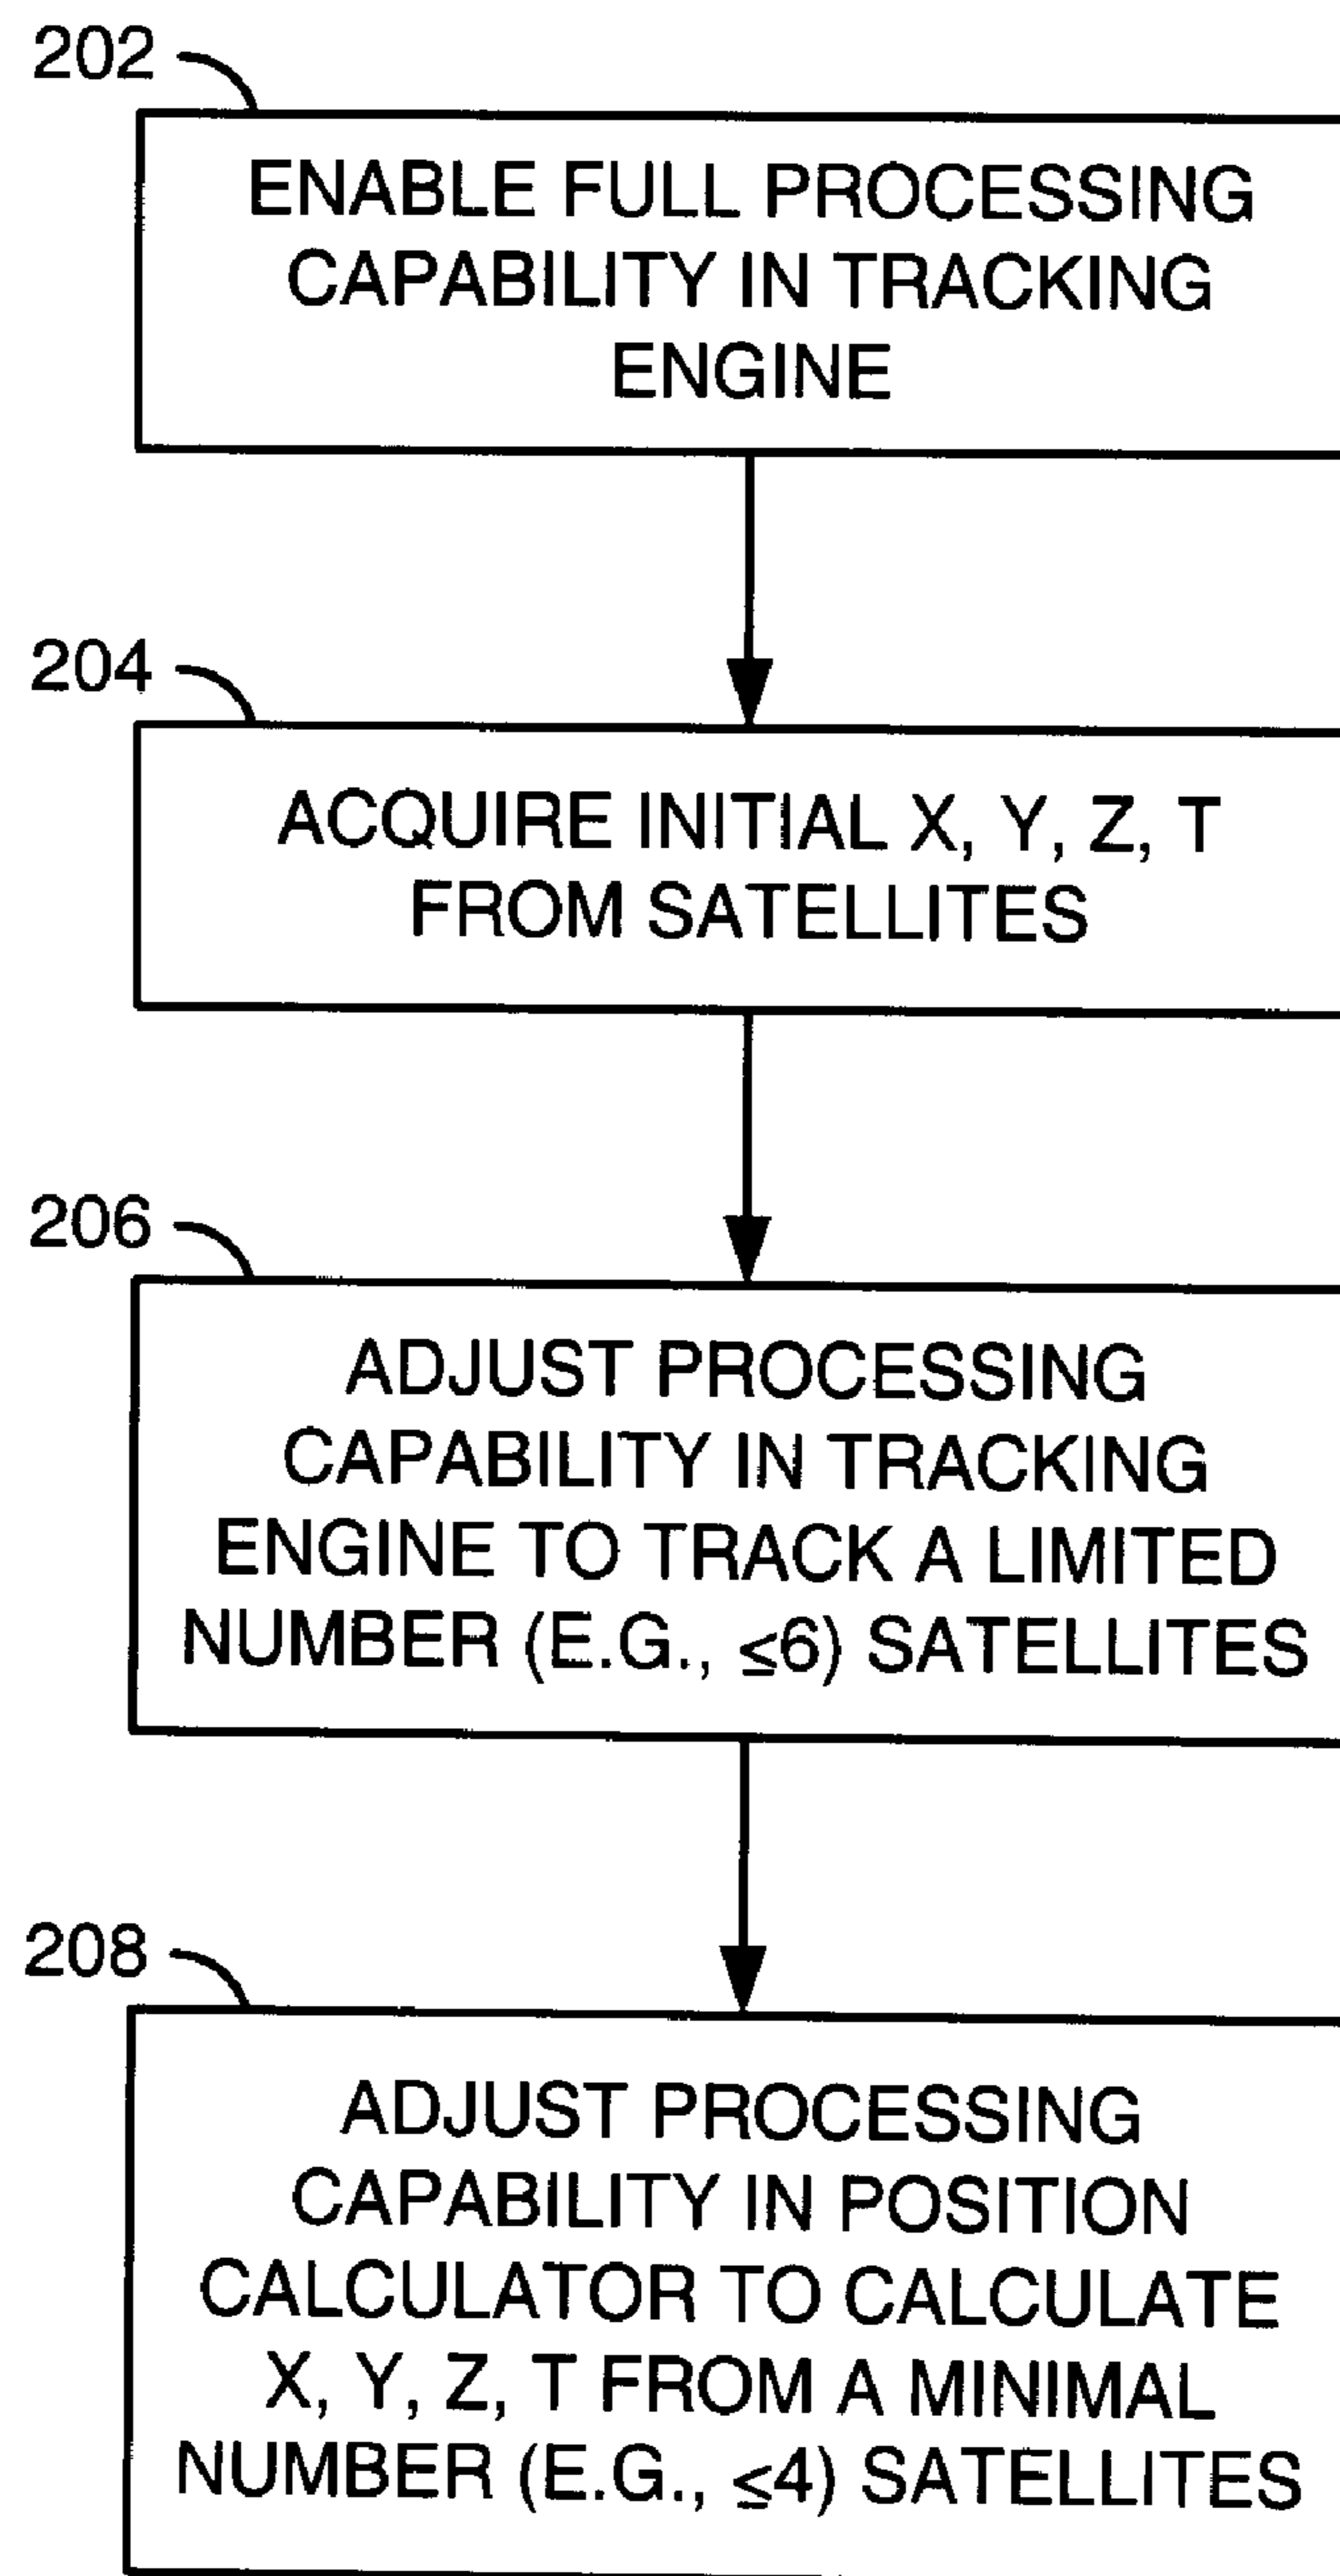 202
ENABLE FULL PROCESSING
CAPABILITY IN TRACKING
ENGINE
204
ACQUIRE INITIAL X, Y, Z, T
FROM SATELLITES
206
ADJUST PROCESSING
CAPABILITY IN TRACKING
ENGINE TO TRACK A LIMITED
NUMBER (E.G., ≤6) SATELLITES
208
ADJUST PROCESSING
CAPABILITY IN POSITION
CALCULATOR TO CALCULATE
X, Y, Z, T FROM A MINIMAL
NUMBER (E.G., ≤4) SATELLITES